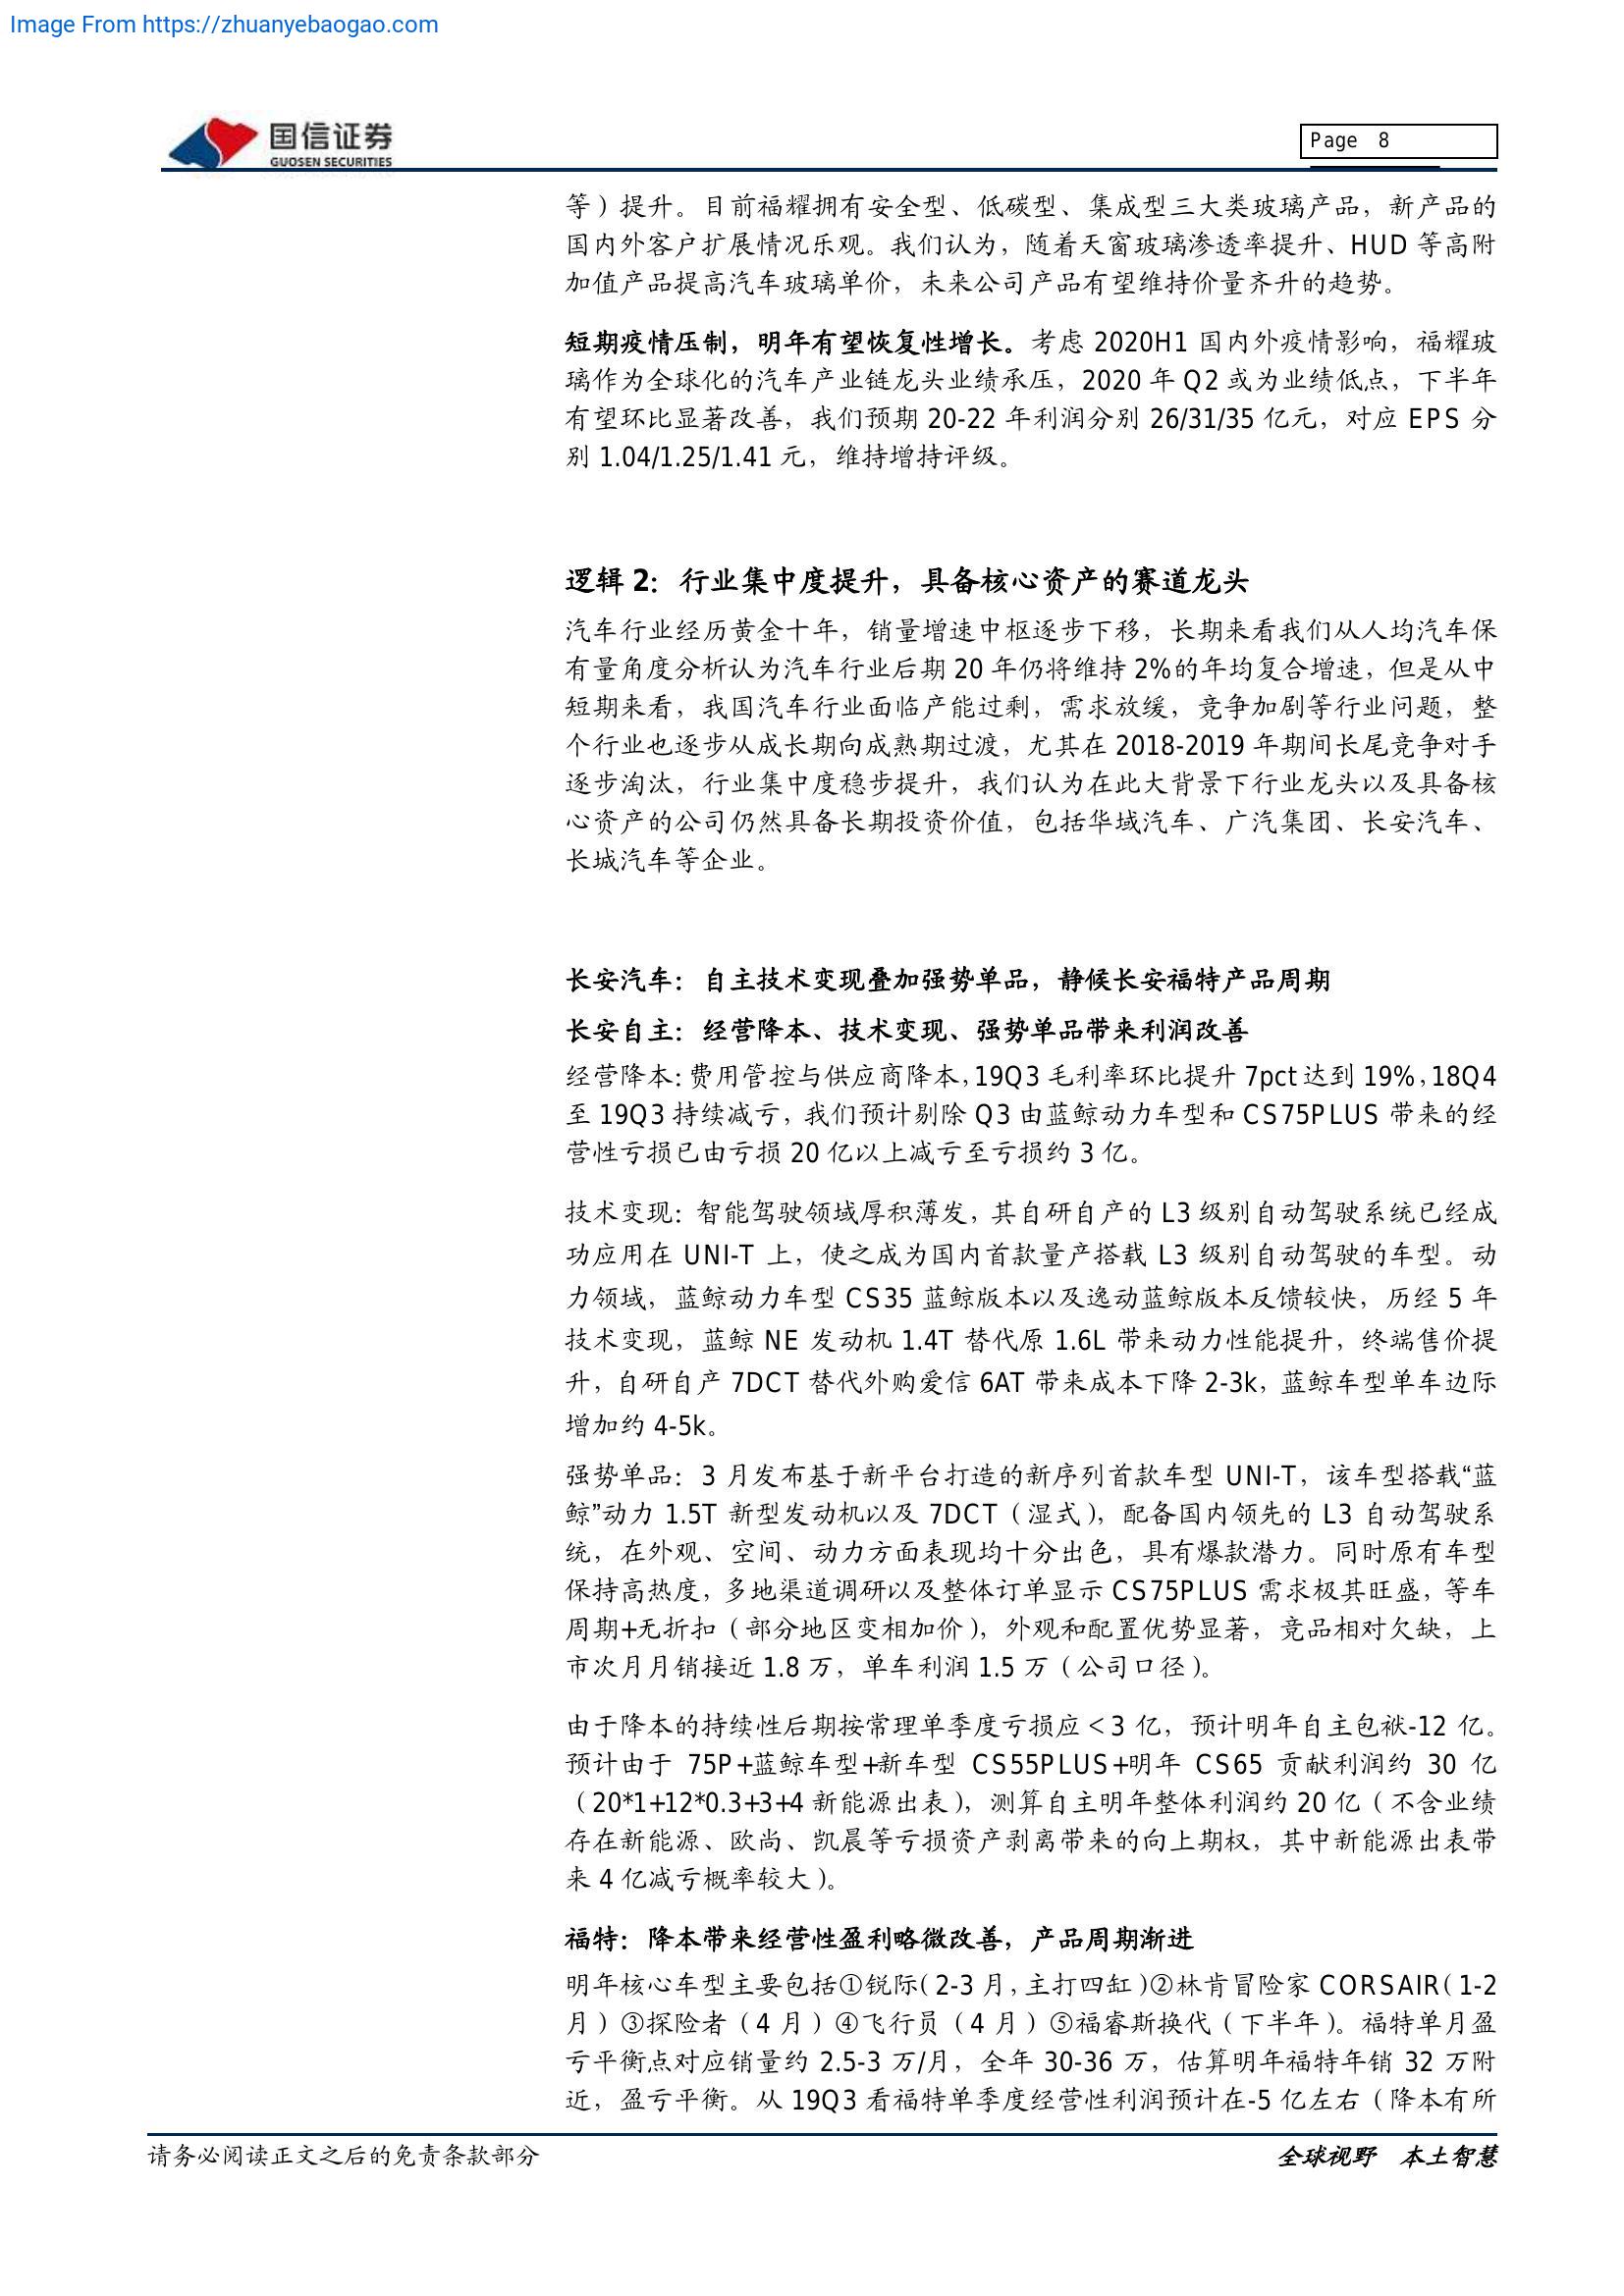 Image From https://zhuanyebaogao.com
国信证券
GUOSEN SECURITIES
Page 8
等）提升。目前福耀拥有安全型、低碳型、集成型三大类玻璃产品，新产品的
国内外客户扩展情况乐观。我们认为，随着天窗玻璃渗透率提升、HUD 等高附
加值产品提高汽车玻璃单价，未来公司产品有望维持价量齐升的趋势。
短期疫情压制，明年有望恢复性增长。考虑 2020H1 国内外疫情影响，福耀玻
璃作为全球化的汽车产业链龙头业绩承压，2020 年 Q2 或为业绩低点，下半年
有望环比显著改善，我们预期 20-22 年利润分别 26/31/35 亿元，对应 EPS 分
别 1.04/1.25/1.41 元，维持增持评级。
逻辑 2：行业集中度提升，具备核心资产的赛道龙头
汽车行业经历黄金十年，销量增速中枢逐步下移，长期来看我们从人均汽车保
有量角度分析认为汽车行业后期 20 年仍将维持 2%的年均复合增速，但是从中
短期来看，我国汽车行业面临产能过剩，需求放缓，竞争加剧等行业问题，整
个行业也逐步从成长期向成熟期过渡，尤其在 2018-2019 年期间长尾竞争对手
逐步淘汰，行业集中度稳步提升，我们认为在此大背景下行业龙头以及具备核
心资产的公司仍然具备长期投资价值，包括华域汽车、广汽集团、长安汽车、
长城汽车等企业。
长安汽车：自主技术变现叠加强势单品，静候长安福特产品周期
长安自主：经营降本、技术变现、强势单品带来利润改善
经营降本：费用管控与供应商降本，19Q3 毛利率环比提升 7pct 达到 19%，18Q4
至 19Q3 持续减亏，我们预计剔除 Q3 由蓝鲸动力车型和 CS75PLUS 带来的经
营性亏损已由亏损 20 亿以上减亏至亏损约 3 亿。
技术变现：智能驾驶领域厚积薄发，其自研自产的 L3 级别自动驾驶系统已经成
功应用在 UNI-T 上，使之成为国内首款量产搭载 L3 级别自动驾驶的车型。动
力领域，蓝鲸动力车型 CS35 蓝鲸版本以及逸动蓝鲸版本反馈较快，历经 5 年
技术变现，蓝鲸 NE 发动机 1.4T 替代原 1.6L 带来动力性能提升，终端售价提
升，自研自产 7DCT 替代外购爱信 6AT 带来成本下降 2-3k，蓝鲸车型单车边际
增加约 4-5k。
强势单品：3 月发布基于新平台打造的新序列首款车型 UNI-T，该车型搭载“蓝
鲸”动力 1.5T 新型发动机以及 7DCT（湿式），配备国内领先的 L3 自动驾驶系
统，在外观、空间、动力方面表现均十分出色，具有爆款潜力。同时原有车型
保持高热度，多地渠道调研以及整体订单显示 CS75PLUS 需求极其旺盛，等车
周期+无折扣（部分地区变相加价），外观和配置优势显著，竞品相对欠缺，上
市次月月销接近 1.8 万，单车利润 1.5 万（公司口径）。
由于降本的持续性后期按常理单季度亏损应＜3 亿，预计明年自主包袱-12 亿。
预计由于 75P+蓝鲸车型+新车型 CS55PLUS+明年 CS65 贡献利润约 30 亿
（20*1+12*0.3+3+4 新能源出表），测算自主明年整体利润约 20 亿（不含业绩
存在新能源、欧尚、凯晨等亏损资产剥离带来的向上期权，其中新能源出表带
来 4 亿减亏概率较大）。
福特：降本带来经营性盈利略微改善，产品周期渐进
明年核心车型主要包括①锐际（2-3 月，主打四缸）②林肯冒险家 CORSAIR（1-2
月）③探险者（4 月）④飞行员（4 月）⑤福睿斯换代（下半年）。福特单月盈
亏平衡点对应销量约 2.5-3 万/月，全年 30-36 万，估算明年福特年销 32 万附
近，盈亏平衡。从 19Q3 看福特单季度经营性利润预计在-5 亿左右（降本有所
请务必阅读正文之后的免责条款部分
全球视野 本土智慧